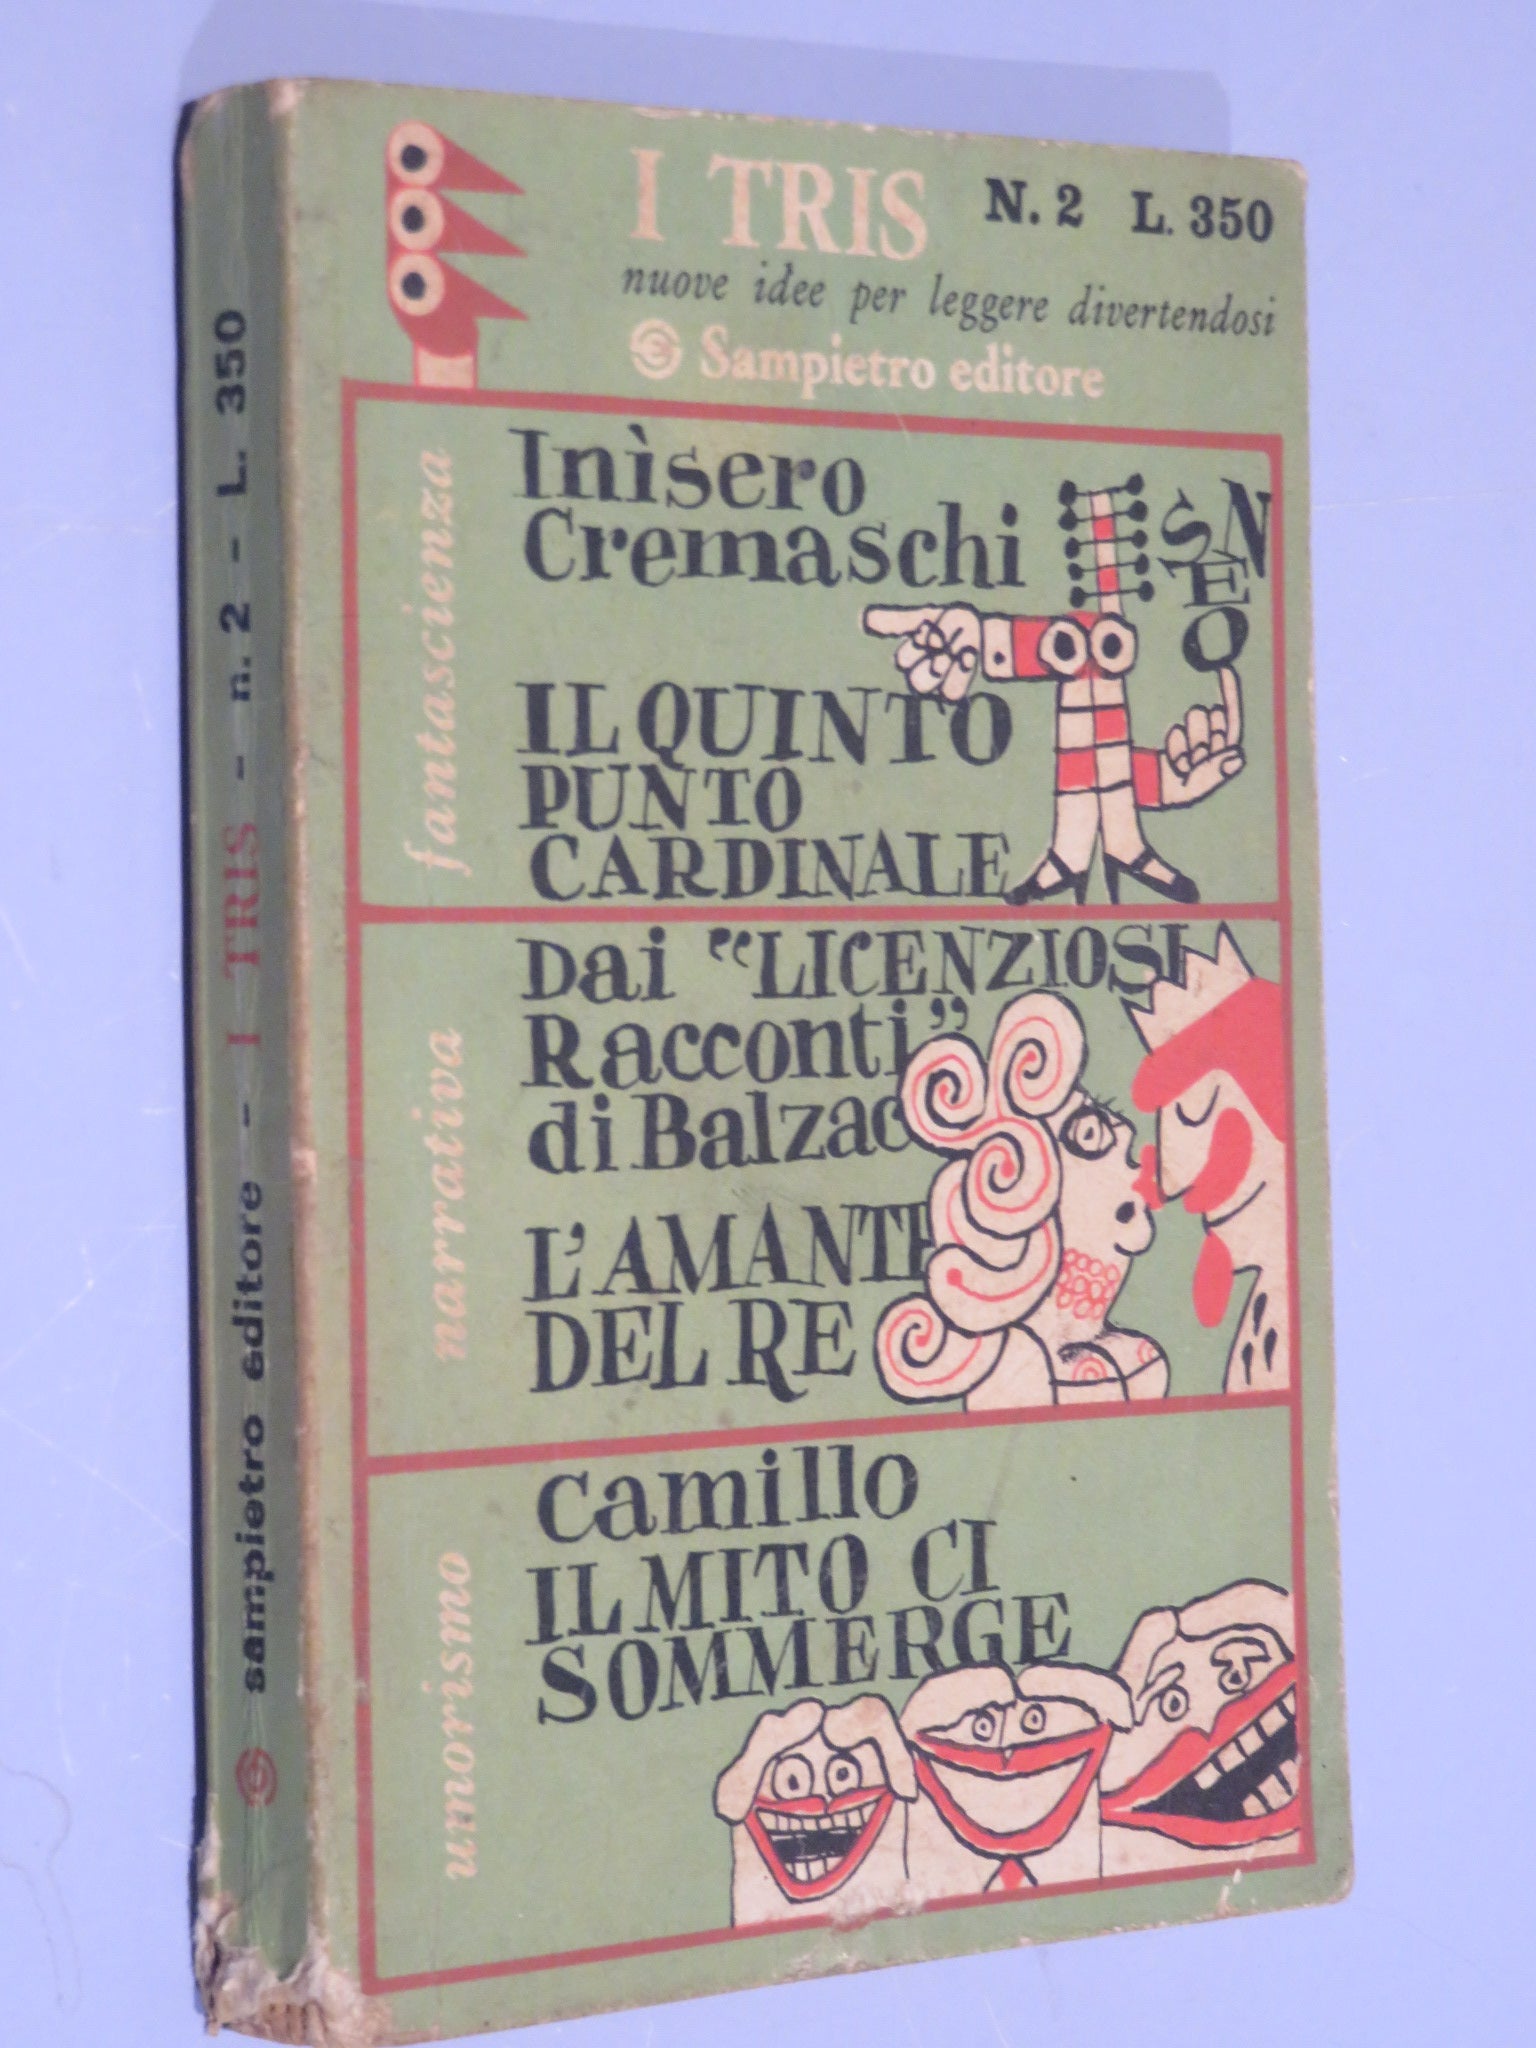 I TRIS N. 2 L. 350
nuove idee per leggere divertendosi
Sampietro editore
fantascienza
Inìsero
Cremaschi
IL QUINTO
PUNTO
CARDINALE
N
S
E
O
narrativa
Dai “LICENZIOSI
Racconti”
di Balzac
L'AMANTE
DEL RE
umorismo
Camillo
IL MITO CI
SOMMERGE
sampietro editore - I TRIS - n. 2 - L. 350